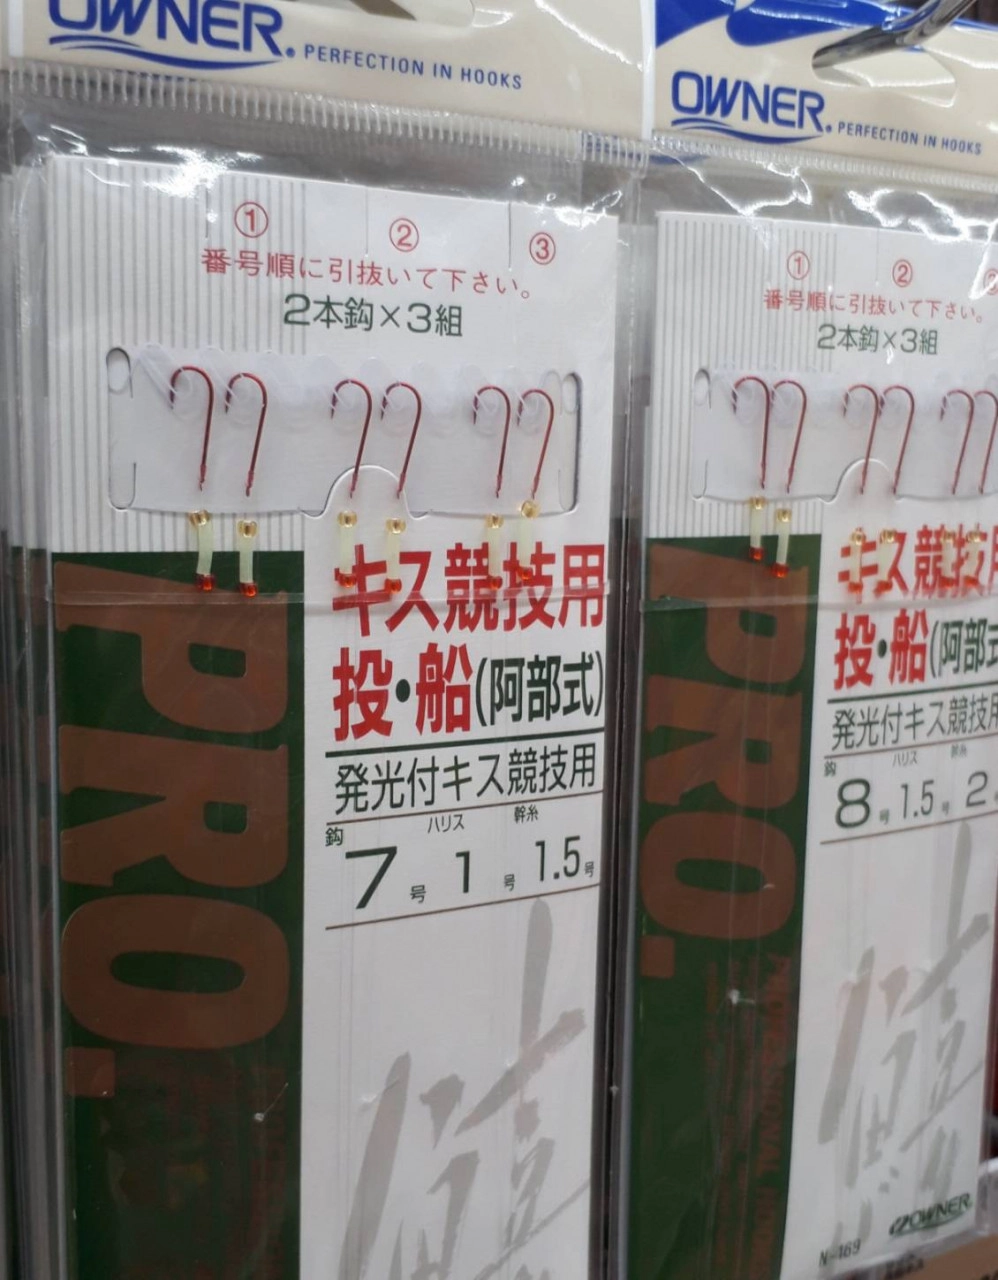 OWNER®
PERFECTION IN HOOKS
① ② ③
番号順に引抜いて下さい。
2本鈎×3組
キス競技用
投・船(阿部式)
発光付キス競技用
鈎 ハリス 幹糸
7号 1号 1.5号
PRO.
OWNER®
PERFECTION IN HOOKS
① ② ③
番号順に引抜いて下さい。
2本鈎×3組
キス競技用
投・船(阿部式
発光付キス競技用
鈎 ハリス 幹糸
8号 1.5号 2
PRO.
OWNER
N-469